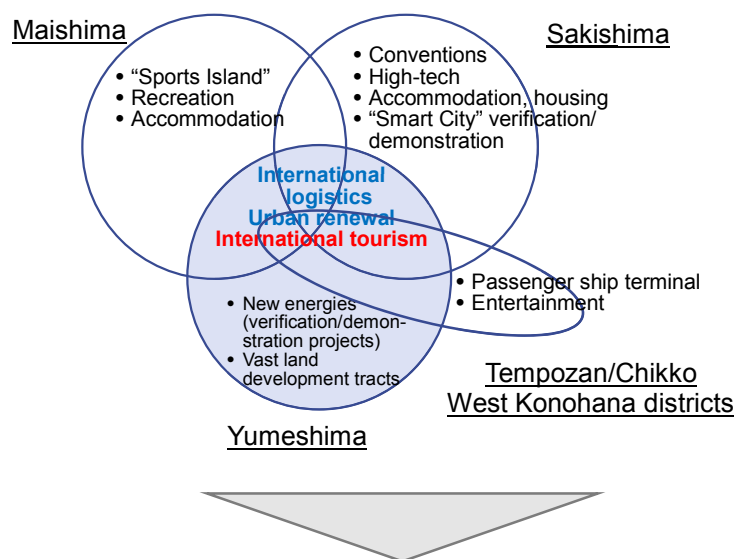 Maishima
Sakishima
• “Sports Island”
• Recreation
• Accommodation
• Conventions
• High-tech
• Accommodation, housing
• “Smart City” verification/
demonstration
International
logistics
Urban renewal
International tourism
• Passenger ship terminal
• Entertainment
• New energies
(verification/demon-
stration projects)
• Vast land
development tracts
Tempozan/Chikko
West Konohana districts
Yumeshima